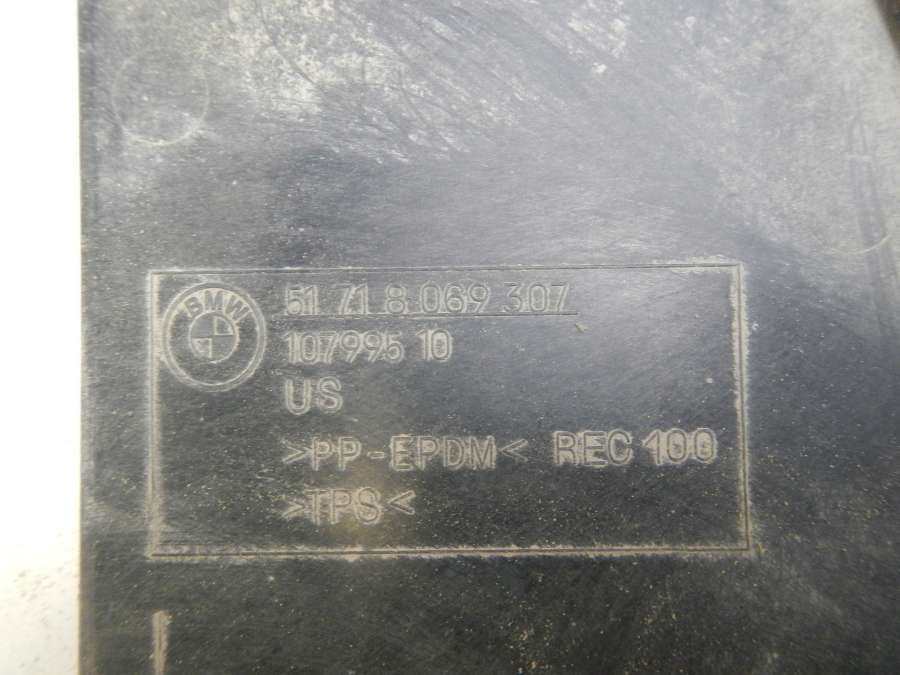 BMW
51 71 8 069 307
107995 10
US
>PP-EPDM< REC 100
>TPS<